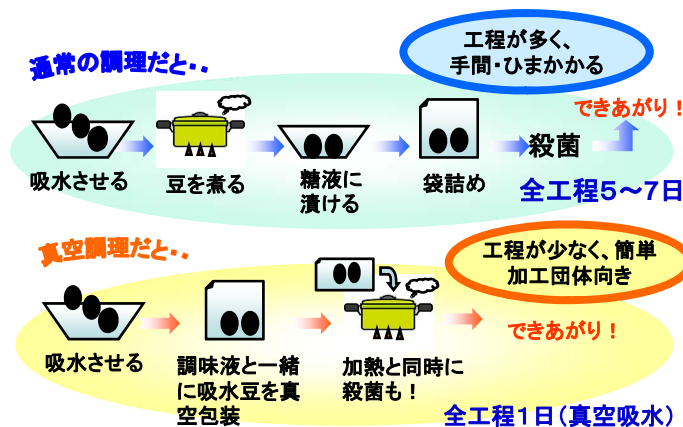 通常の調理だと・・
工程が多く、
手間・ひまかかる
できあがり！
吸水させる
豆を煮る
糖液に
漬ける
袋詰め
殺菌
全工程５～７日
真空調理だと・・
工程が少なく、簡単
加工団体向き
吸水させる
調味液と一緒
に吸水豆を真
空包装
加熱と同時に
殺菌も！
できあがり！
全工程１日（真空吸水）